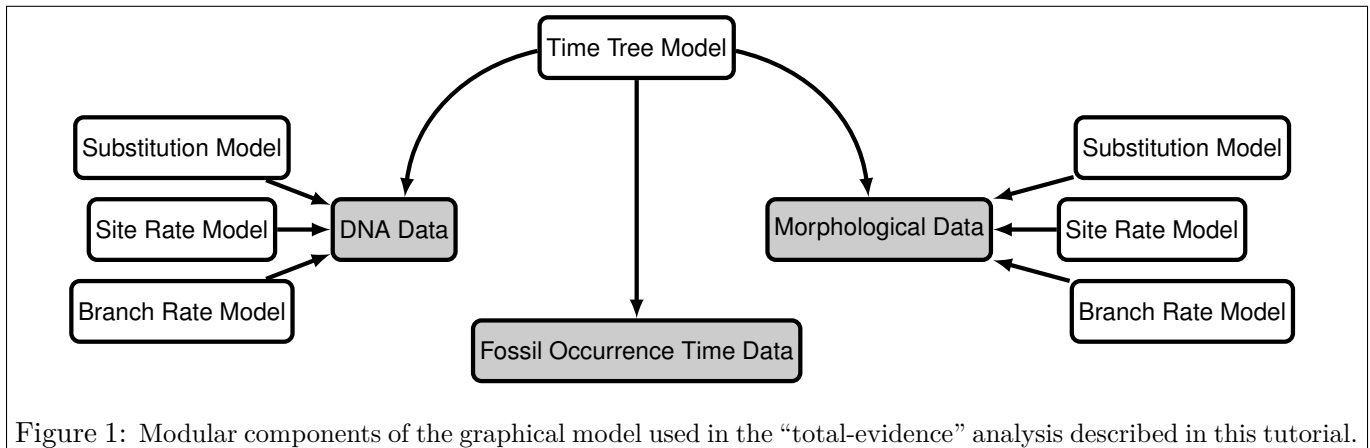 Time Tree Model
Substitution Model
Site Rate Model
Branch Rate Model
DNA Data
Morphological Data
Substitution Model
Site Rate Model
Branch Rate Model
Fossil Occurrence Time Data
Figure 1: Modular components of the graphical model used in the “total-evidence” analysis described in this tutorial.